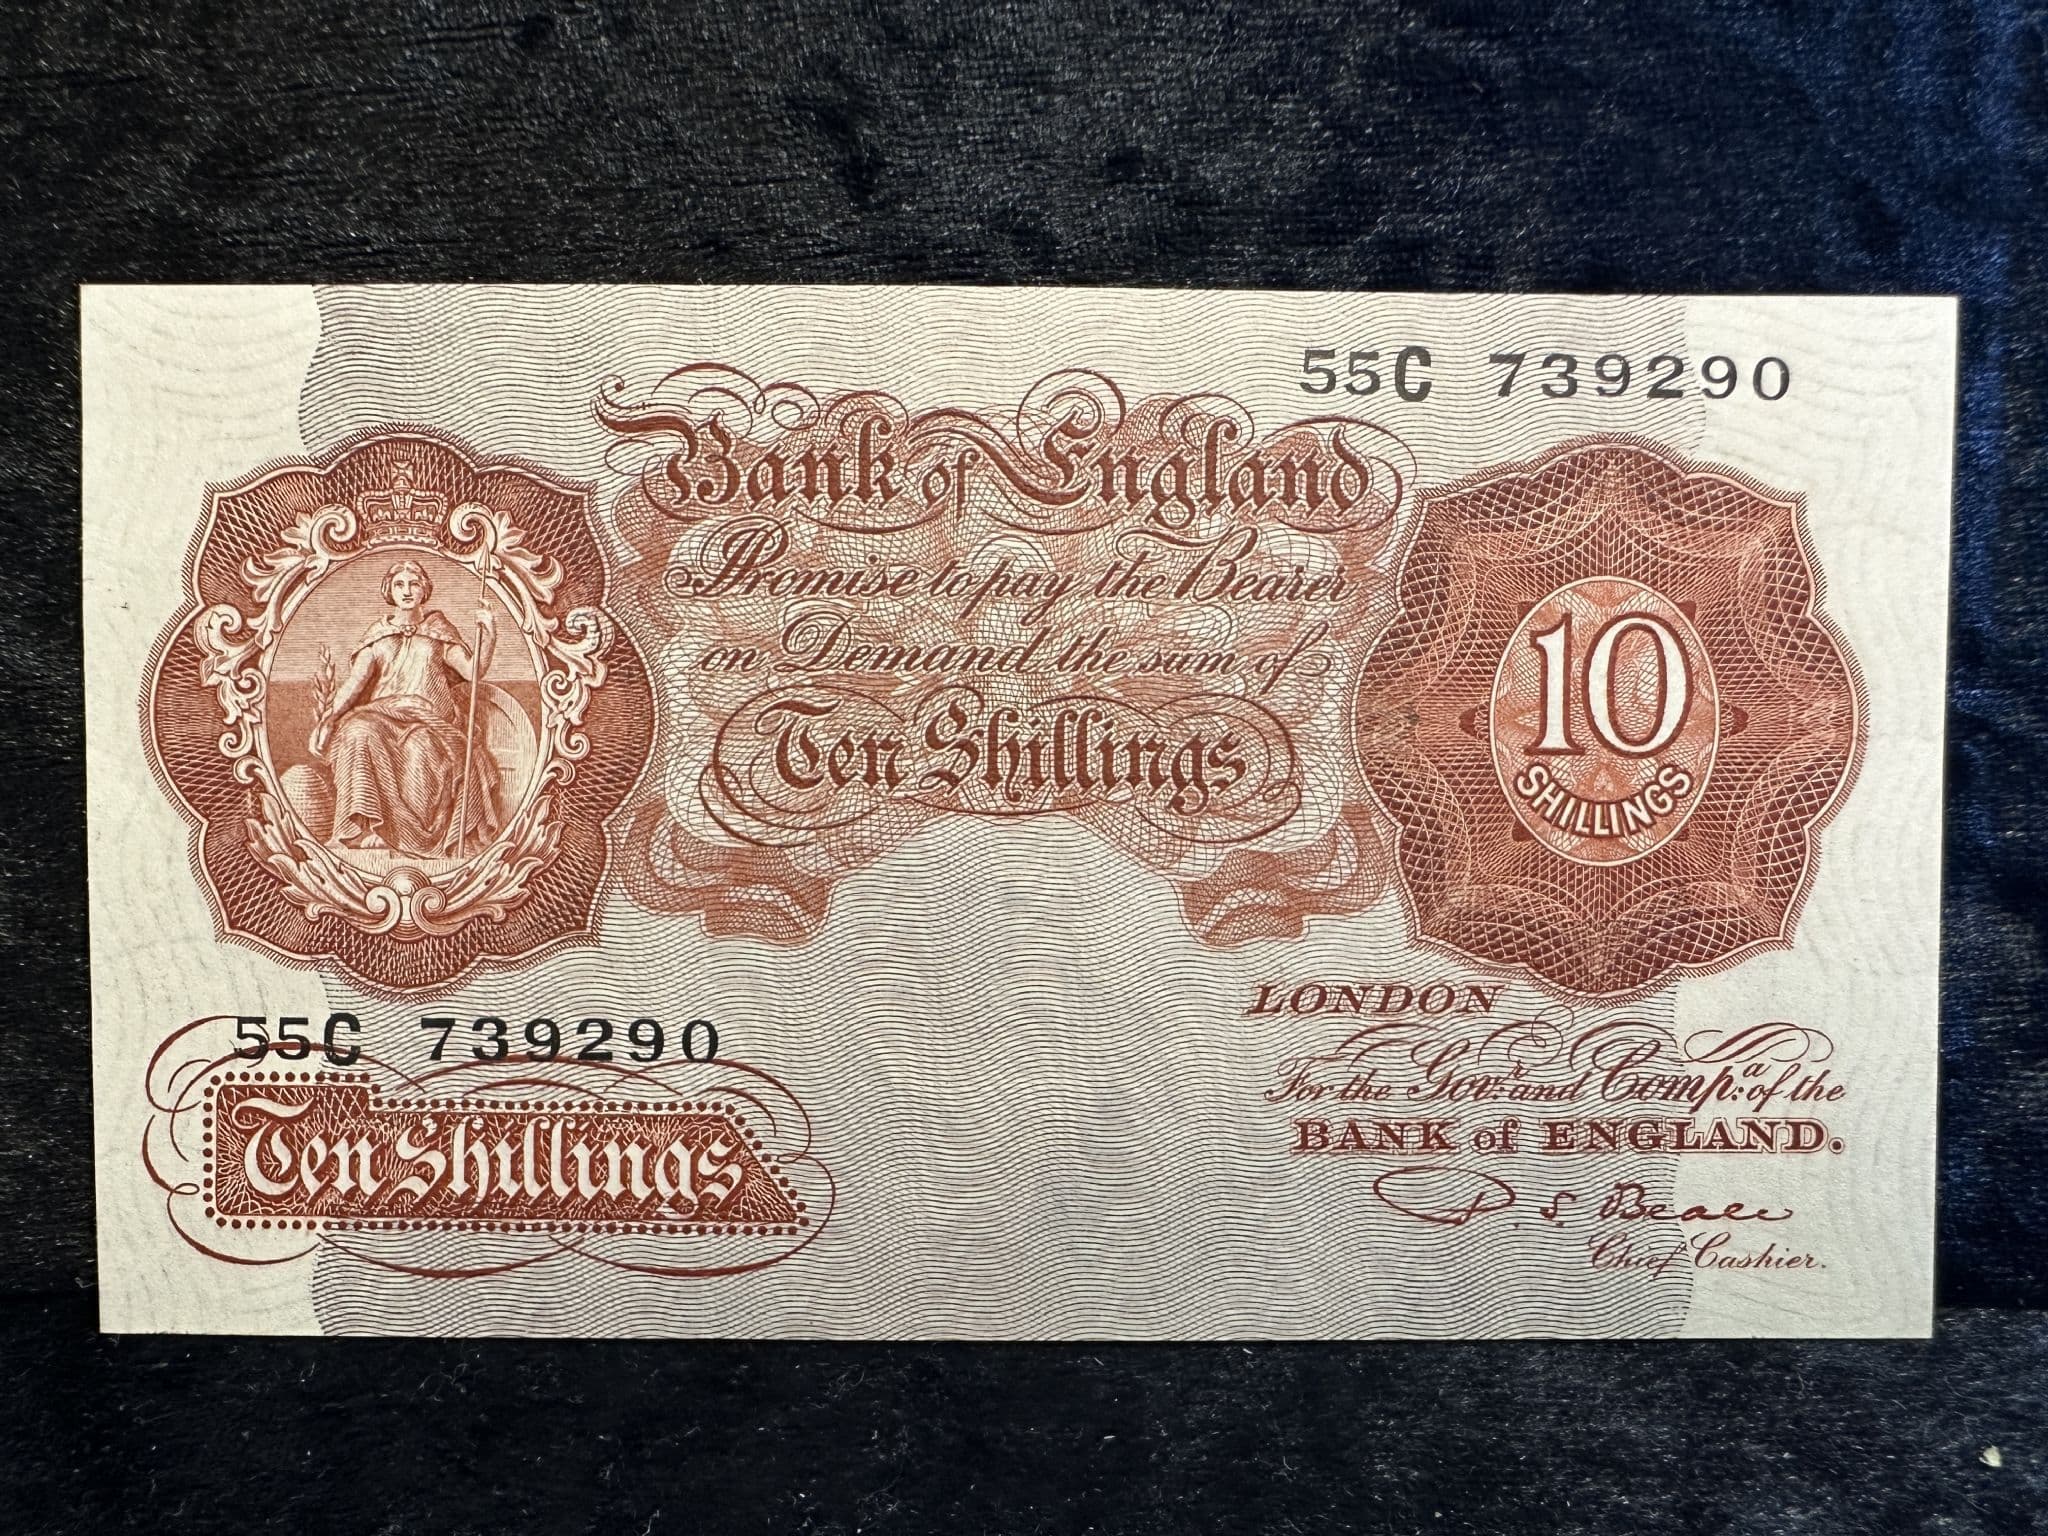 55C 739290
Bank of England
Promise to pay the Bearer
on Demand the sum of
Ten Shillings
10
SHILLINGS
55C 739290
Ten Shillings
LONDON
For the Govr. and Compa. of the
BANK of ENGLAND.
P. S. Beale
Chief Cashier.